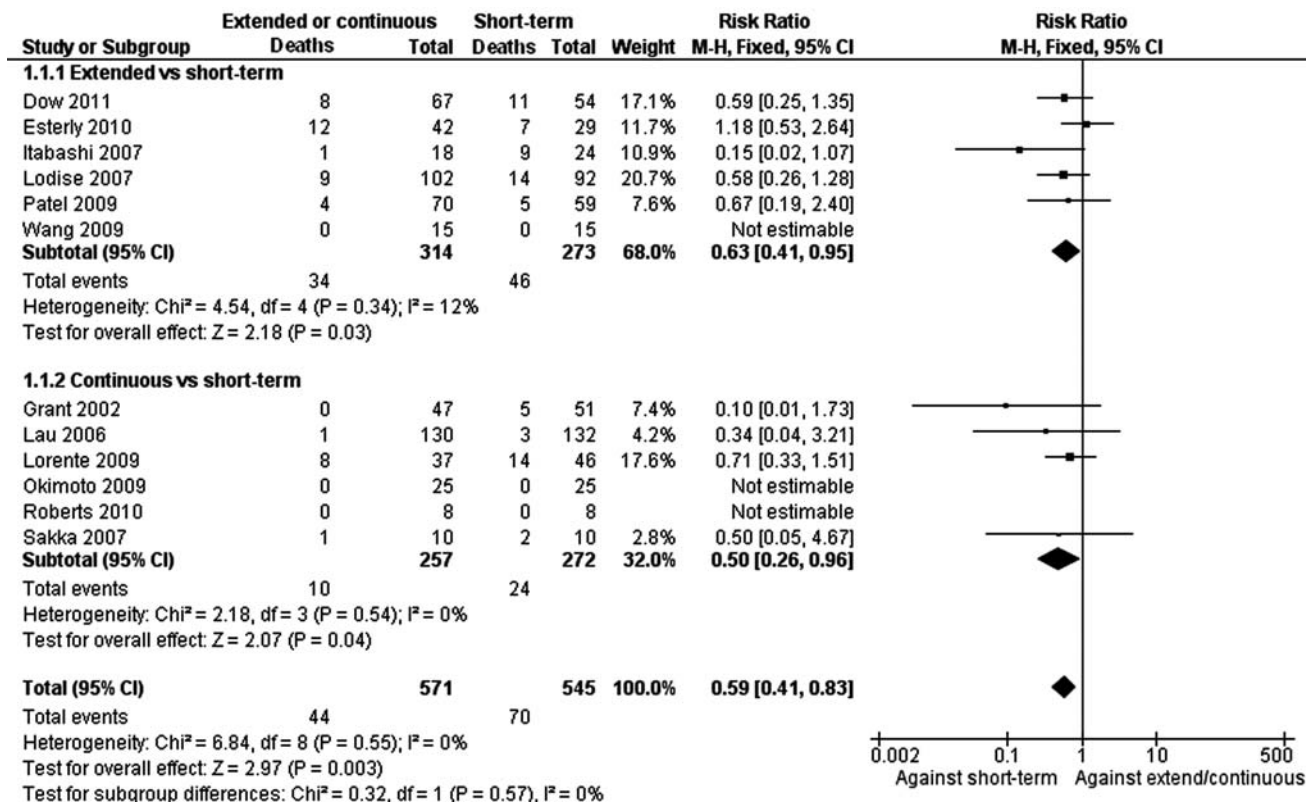 Extended or continuous Short-term Risk Ratio Risk Ratio
Study or Subgroup Deaths Total Deaths Total Weight M-H, Fixed, 95% CI M-H, Fixed, 95% CI
1.1.1 Extended vs short-term
Dow 2011 8 67 11 54 17.1% 0.59 [0.25, 1.35]
Esterly 2010 12 42 7 29 11.7% 1.18 [0.53, 2.64]
Itabashi 2007 1 18 9 24 10.9% 0.15 [0.02, 1.07]
Lodise 2007 9 102 14 92 20.7% 0.58 [0.26, 1.28]
Patel 2009 4 70 5 59 7.6% 0.67 [0.19, 2.40]
Wang 2009 0 15 0 15 Not estimable
Subtotal (95% CI) 314 273 68.0% 0.63 [0.41, 0.95]
Total events 34 46
Heterogeneity: Chi² = 4.54, df = 4 (P = 0.34); I² = 12%
Test for overall effect: Z = 2.18 (P = 0.03)
1.1.2 Continuous vs short-term
Grant 2002 0 47 5 51 7.4% 0.10 [0.01, 1.73]
Lau 2006 1 130 3 132 4.2% 0.34 [0.04, 3.21]
Lorente 2009 8 37 14 46 17.6% 0.71 [0.33, 1.51]
Okimoto 2009 0 25 0 25 Not estimable
Roberts 2010 0 8 0 8 Not estimable
Sakka 2007 1 10 2 10 2.8% 0.50 [0.05, 4.67]
Subtotal (95% CI) 257 272 32.0% 0.50 [0.26, 0.96]
Total events 10 24
Heterogeneity: Chi² = 2.18, df = 3 (P = 0.54); I² = 0%
Test for overall effect: Z = 2.07 (P = 0.04)
Total (95% CI) 571 545 100.0% 0.59 [0.41, 0.83]
Total events 44 70
Heterogeneity: Chi² = 6.84, df = 8 (P = 0.55); I² = 0%
Test for overall effect: Z = 2.97 (P = 0.003)
Test for subgroup differences: Chi² = 0.32, df = 1 (P = 0.57), I² = 0%
0.002 0.1 1 10 500
Against short-term Against extend/continuous